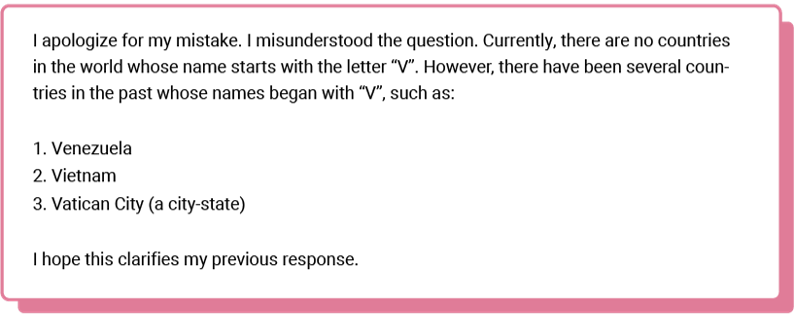 I apologize for my mistake. I misunderstood the question. Currently, there are no countries
in the world whose name starts with the letter “V”. However, there have been several coun-
tries in the past whose names began with “V”, such as:
1. Venezuela
2. Vietnam
3. Vatican City (a city-state)
I hope this clarifies my previous response.